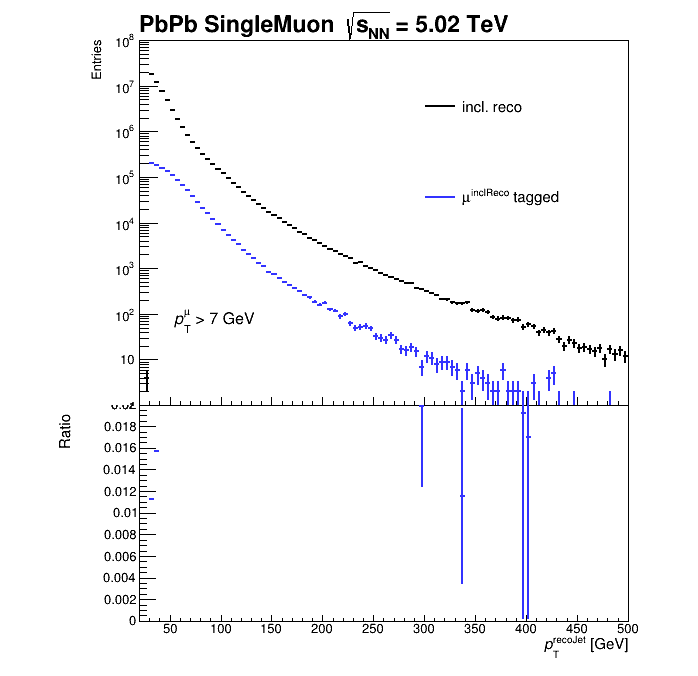 PbPb SingleMuon √sNN = 5.02 TeV
Entries
10^8
10^7
10^6
10^5
10^4
10^3
10^2
10
incl. reco
μ^inclReco tagged
p_T^μ > 7 GeV
Ratio
0.02
0.018
0.016
0.014
0.012
0.01
0.008
0.006
0.004
0.002
0
50 100 150 200 250 300 350 400 450 500
p_T^recoJet [GeV]